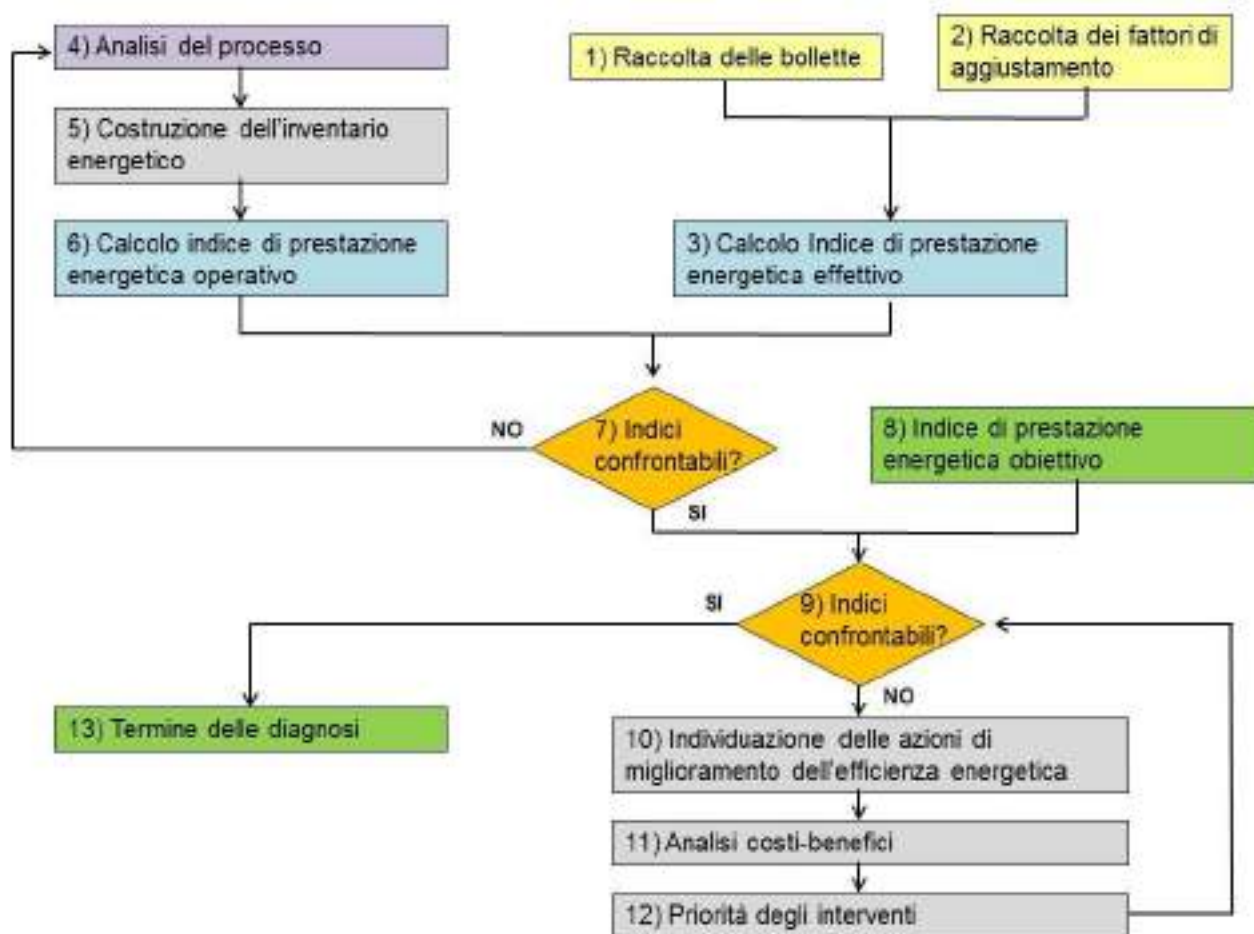 4) Analisi del processo
1) Raccolta delle bollette
2) Raccolta dei fattori di
aggiustamento
5) Costruzione dell'inventario
energetico
6) Calcolo indice di prestazione
energetica operativo
3) Calcolo Indice di prestazione
energetica effettivo
NO
7) Indici
confrontabili?
8) Indice di prestazione
energetica obiettivo
SI
SI
9) Indici
confrontabili?
NO
13) Termine delle diagnosi
10) Individuazione delle azioni di
miglioramento dell'efficienza energetica
11) Analisi costi-benefici
12) Priorità degli interventi